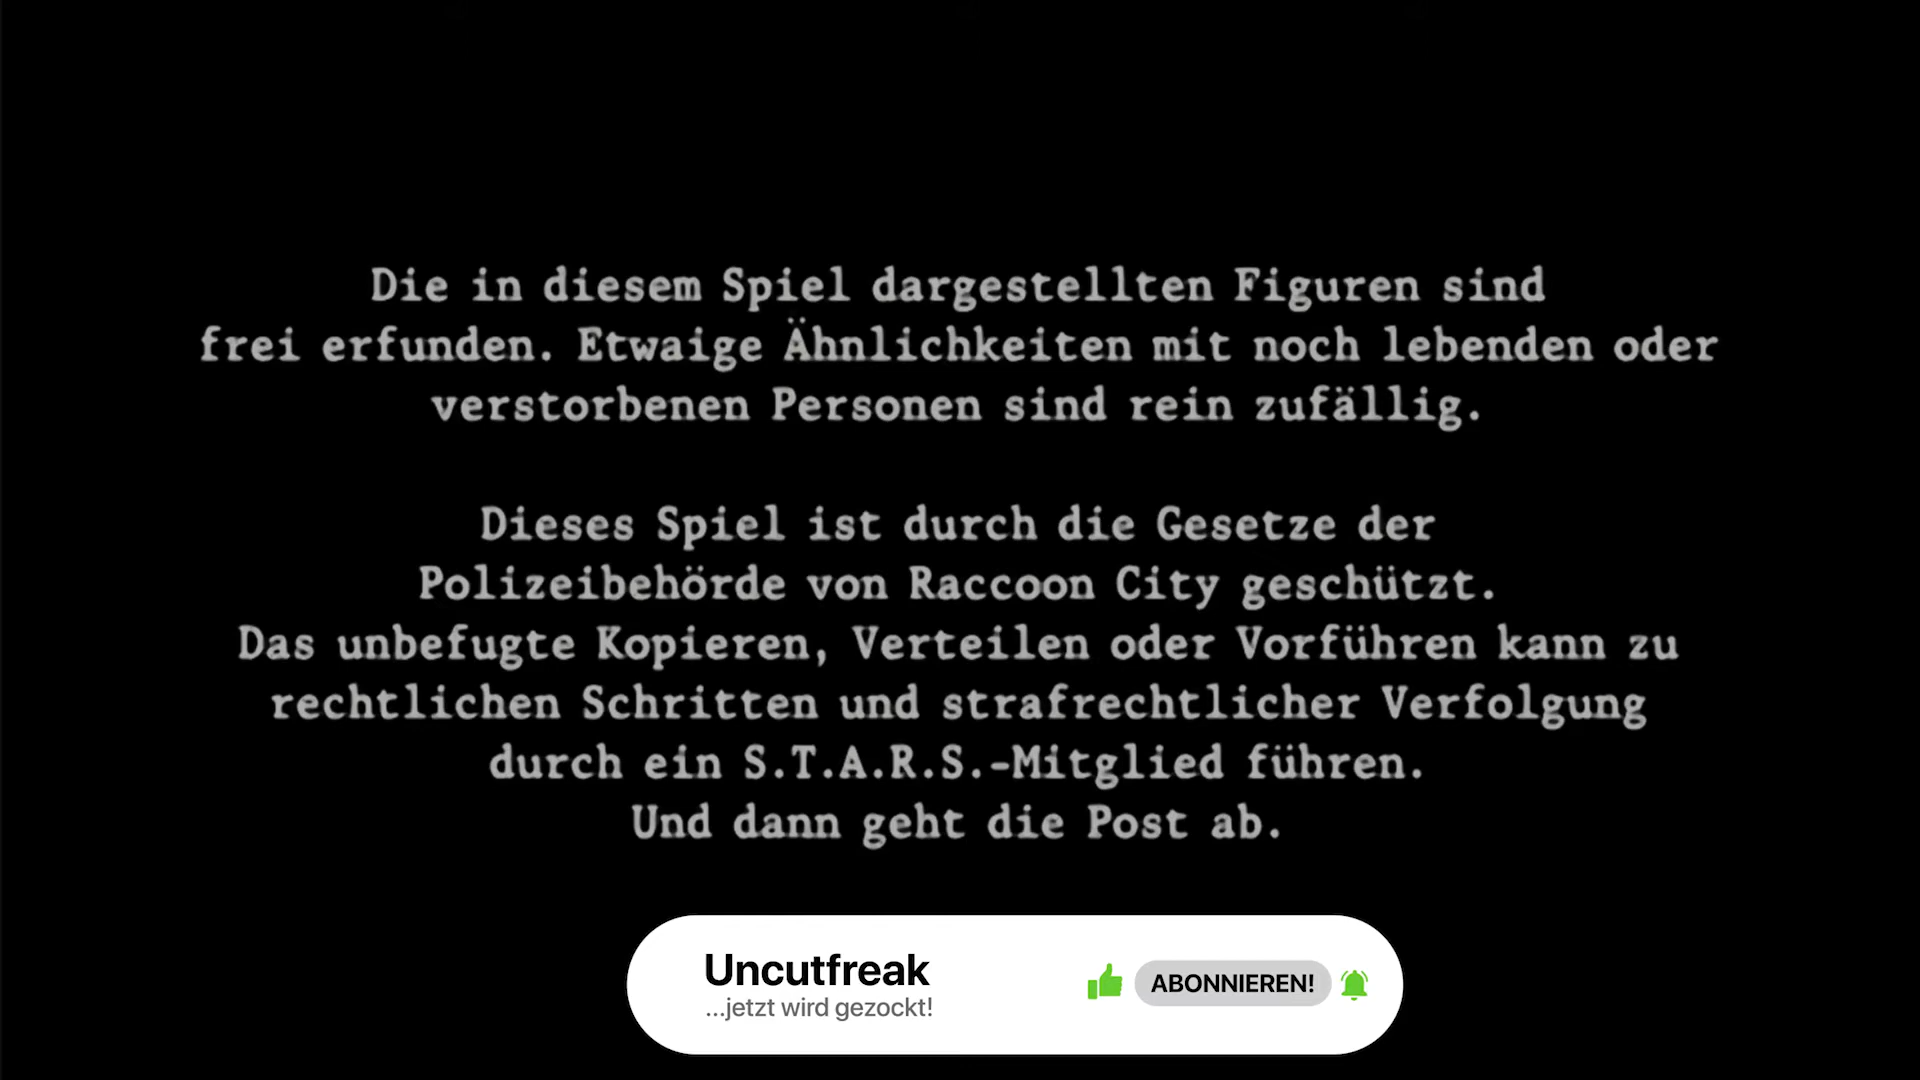 Die in diesem Spiel dargestellten Figuren sind
frei erfunden. Etwaige Ähnlichkeiten mit noch lebenden oder
verstorbenen Personen sind rein zufällig.
Dieses Spiel ist durch die Gesetze der
Polizeibehörde von Raccoon City geschützt.
Das unbefugte Kopieren, Verteilen oder Vorführen kann zu
rechtlichen Schritten und strafrechtlicher Verfolgung
durch ein S.T.A.R.S.-Mitglied führen.
Und dann geht die Post ab.
Uncutfreak
...jetzt wird gezockt!
ABONNIEREN!